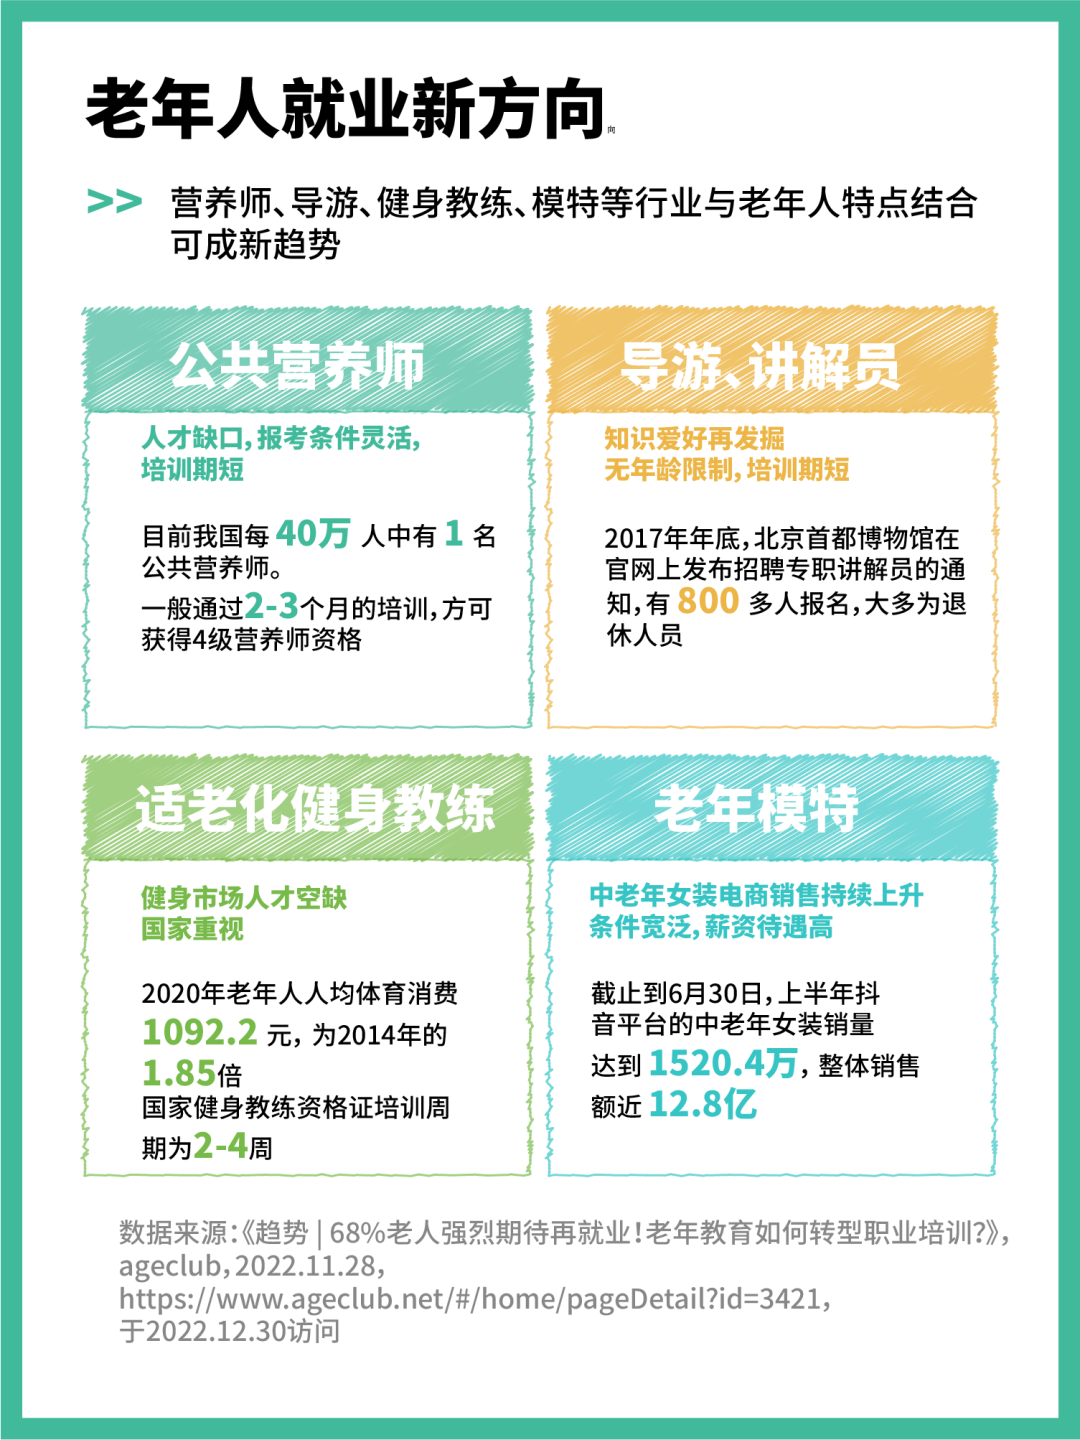 老年人就业新方向
向
>> 营养师、导游、健身教练、模特等行业与老年人特点结合
可成新趋势
公共营养师
人才缺口，报考条件灵活，
培训期短
目前我国每 40万 人中有 1 名
公共营养师。
一般通过2-3个月的培训，方可
获得4级营养师资格
导游、讲解员
知识爱好再发掘
无年龄限制，培训期短
2017年年底，北京首都博物馆在
官网上发布招聘专职讲解员的通
知，有 800 多人报名，大多为退
休人员
适老化健身教练
健身市场人才空缺
国家重视
2020年老年人人均体育消费
1092.2 元，为2014年的
1.85倍
国家健身教练资格证培训周
期为2-4周
老年模特
中老年女装电商销售持续上升
条件宽泛，薪资待遇高
截止到6月30日，上半年抖
音平台的中老年女装销量
达到 1520.4万，整体销售
额近 12.8亿
数据来源：《趋势 | 68%老人强烈期待再就业！老年教育如何转型职业培训？》，
ageclub，2022.11.28，
https://www.ageclub.net/#/home/pageDetail?id=3421，
于2022.12.30访问